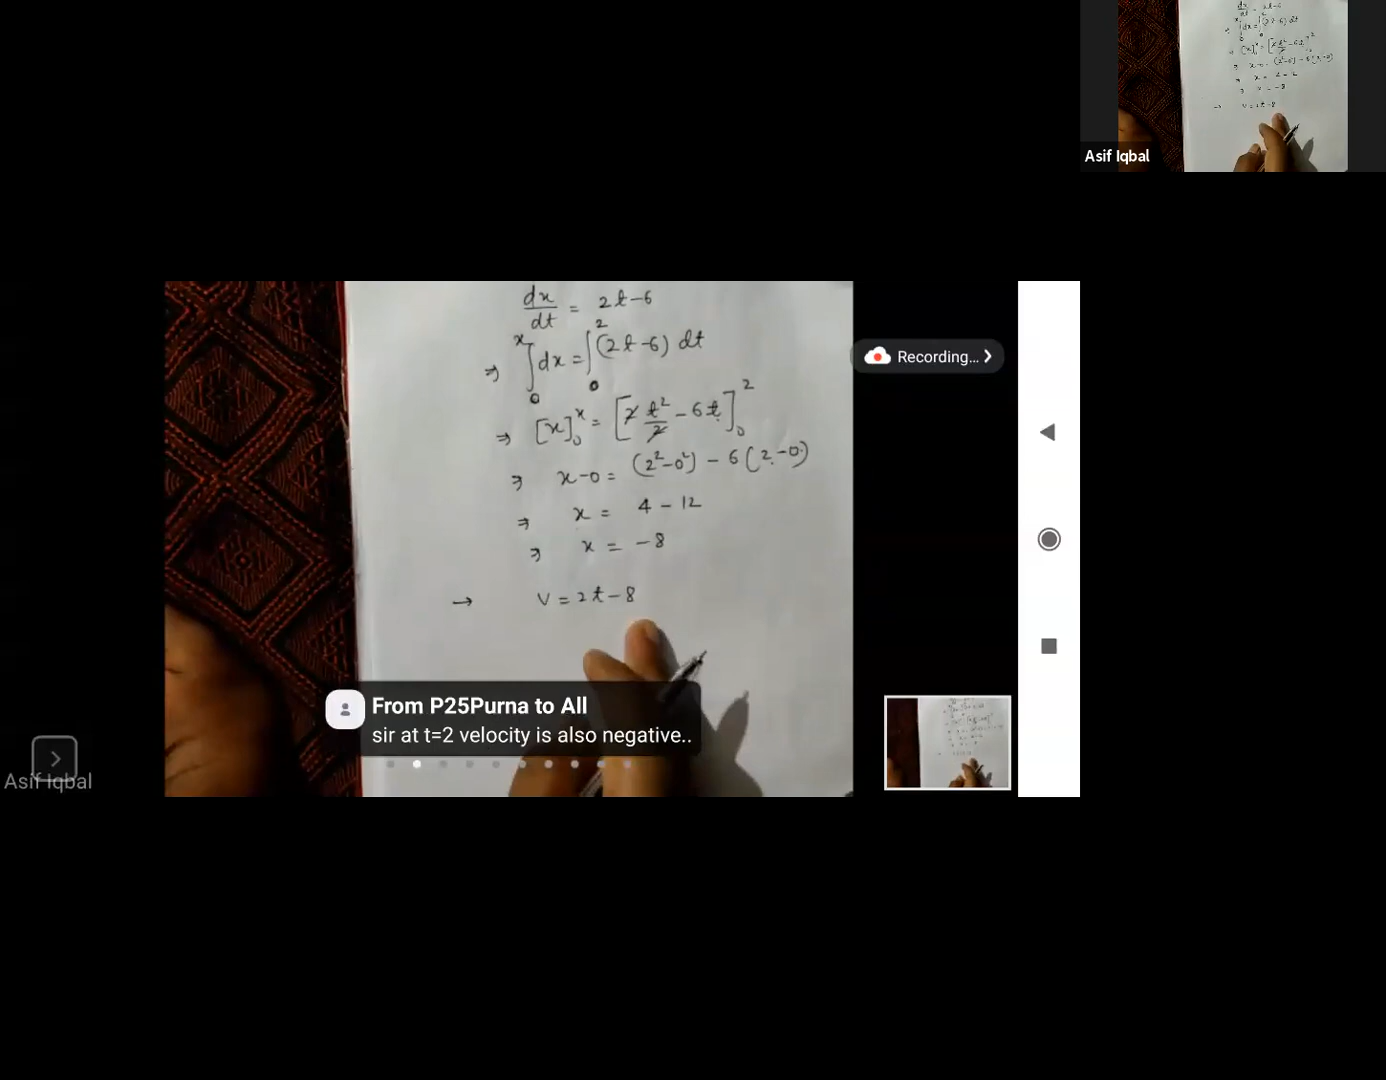 Asif Iqbal
dx/dt = 2t-6
⇒ ∫₀ˣ dx = ∫₀² (2t-6) dt
⇒ [x]₀ˣ = [2 t²/2 - 6t]₀²
⇒ x-0 = (2²-0²) - 6(2-0)
⇒ x = 4-12
⇒ x = -8
→ v = 2t-8
Recording...
From P25Purna to All
sir at t=2 velocity is also negative..
Asif Iqbal